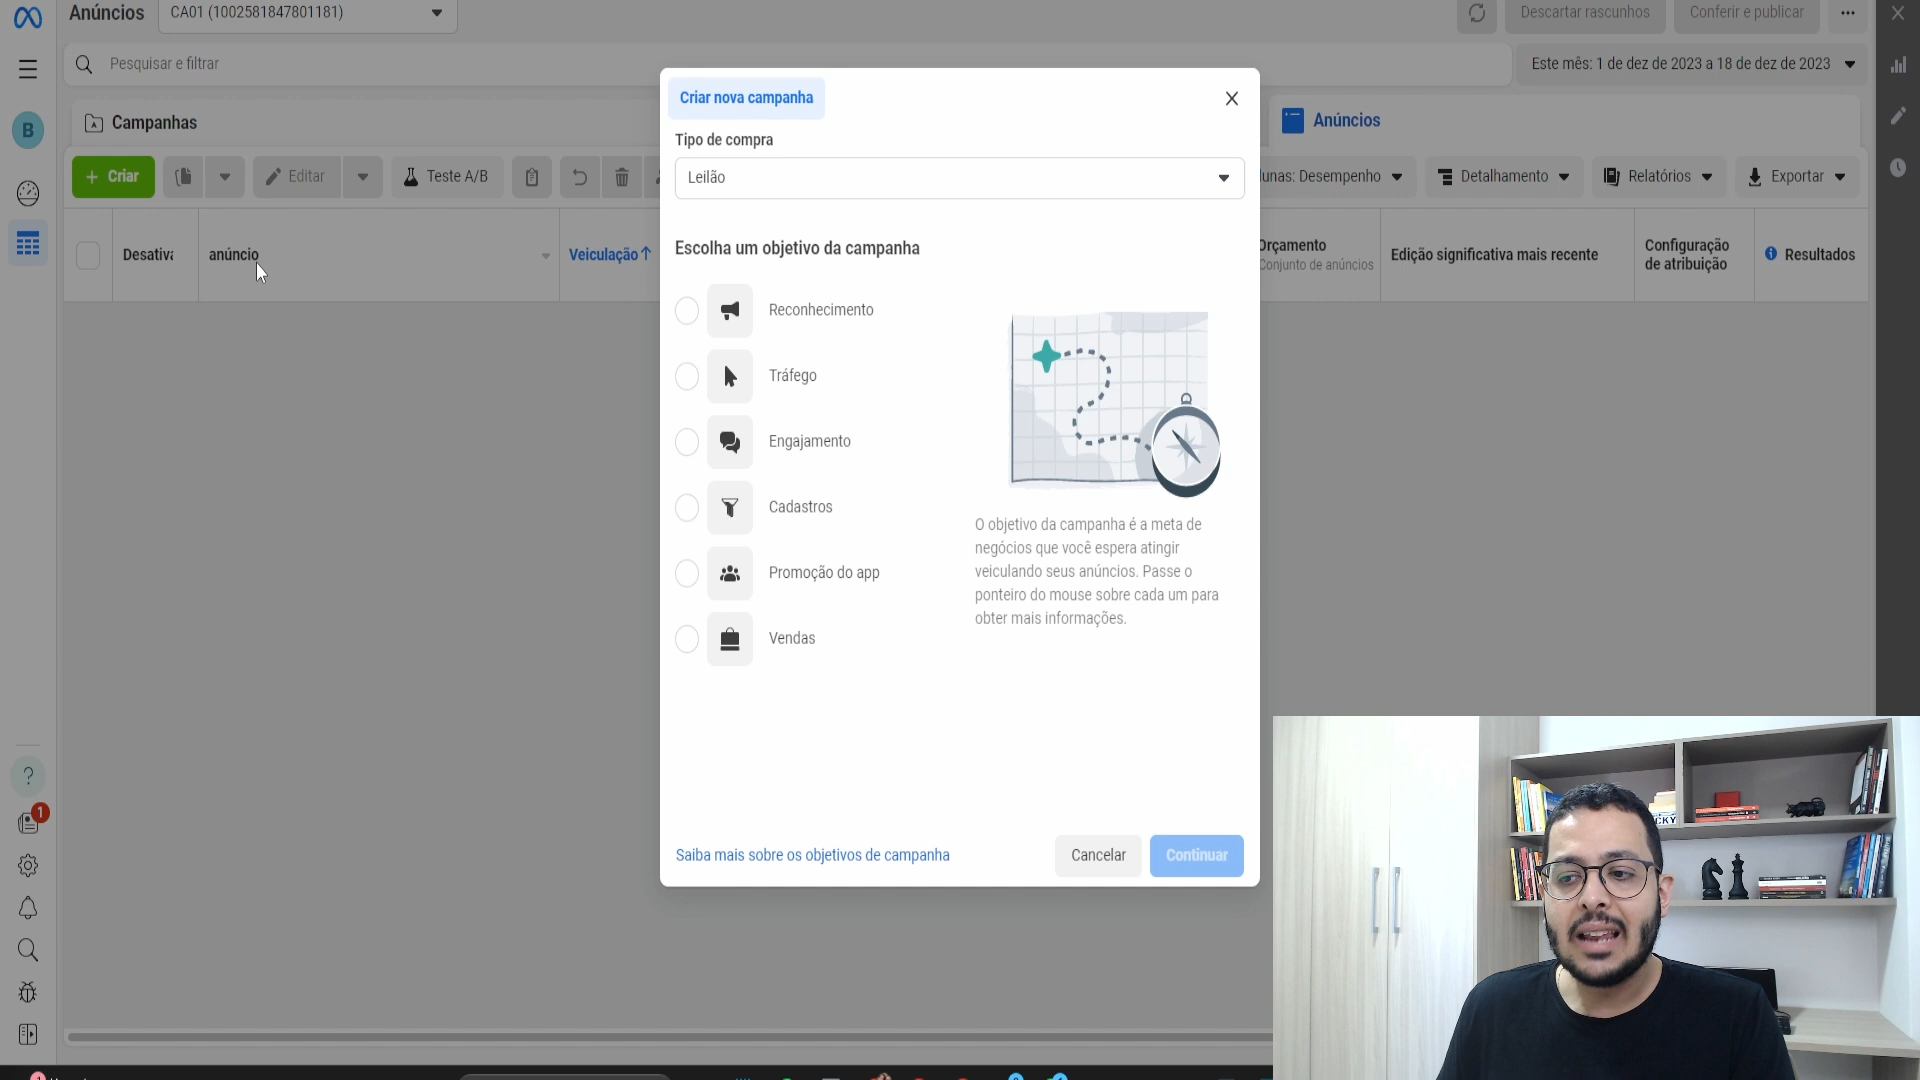 Anúncios
CA01 (1002581847801181)
Descartar rascunhos
Conferir e publicar
Pesquisar e filtrar
Este mês: 1 de dez de 2023 a 18 de dez de 2023
B
Campanhas
Anúncios
+ Criar
Editar
Teste A/B
lunas: Desempenho
Detalhamento
Relatórios
Exportar
Desativ
anúncio
Veiculação↑
Orçamento
Conjunto de anúncios
Edição significativa mais recente
Configuração
de atribuição
Resultados
Criar nova campanha
Tipo de compra
Leilão
Escolha um objetivo da campanha
Reconhecimento
Tráfego
Engajamento
Cadastros
Promoção do app
Vendas
O objetivo da campanha é a meta de
negócios que você espera atingir
veiculando seus anúncios. Passe o
ponteiro do mouse sobre cada um para
obter mais informações.
Saiba mais sobre os objetivos de campanha
Cancelar
Continuar
?
1
CKY